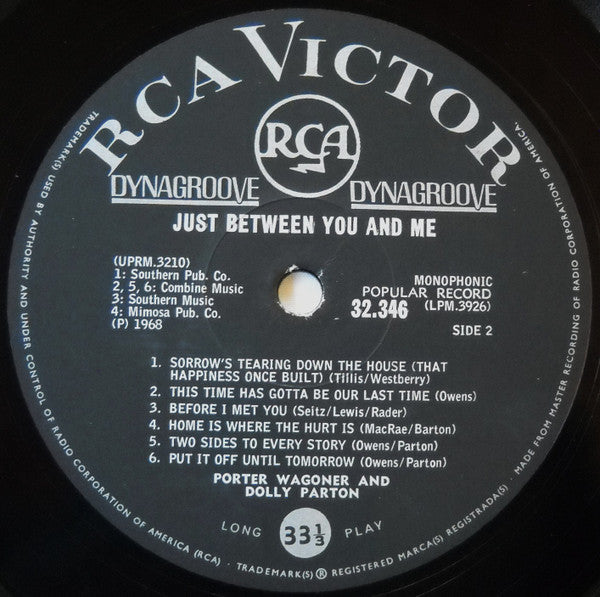 RCA VICTOR
RCA
DYNAGROOVE DYNAGROOVE
JUST BETWEEN YOU AND ME
(UPRM.3210)
1: Southern Pub. Co.
2, 5, 6: Combine Music
3: Southern Music
4: Mimosa Pub. Co.
(P) 1968
MONOPHONIC
POPULAR RECORD
32.346 (LPM.3926)
SIDE 2
1. SORROW'S TEARING DOWN THE HOUSE (THAT
HAPPINESS ONCE BUILT) (Tillis/Westberry)
2. THIS TIME HAS GOTTA BE OUR LAST TIME (Owens)
3. BEFORE I MET YOU (Seitz/Lewis/Rader)
4. HOME IS WHERE THE HURT IS (MacRae/Barton)
5. TWO SIDES TO EVERY STORY (Owens/Parton)
6. PUT IT OFF UNTIL TOMORROW (Owens/Parton)
PORTER WAGONER AND
DOLLY PARTON
LONG 33 1/3 PLAY
TRADEMARK(S) USED BY AUTHORITY AND UNDER CONTROL OF RADIO CORPORATION OF AMERICA (RCA) · TRADEMARK(S) ® REGISTERED MARCA(S) REGISTRADA(S) · MADE FROM MASTER RECORDING OF RADIO CORPORATION OF AMERICA.